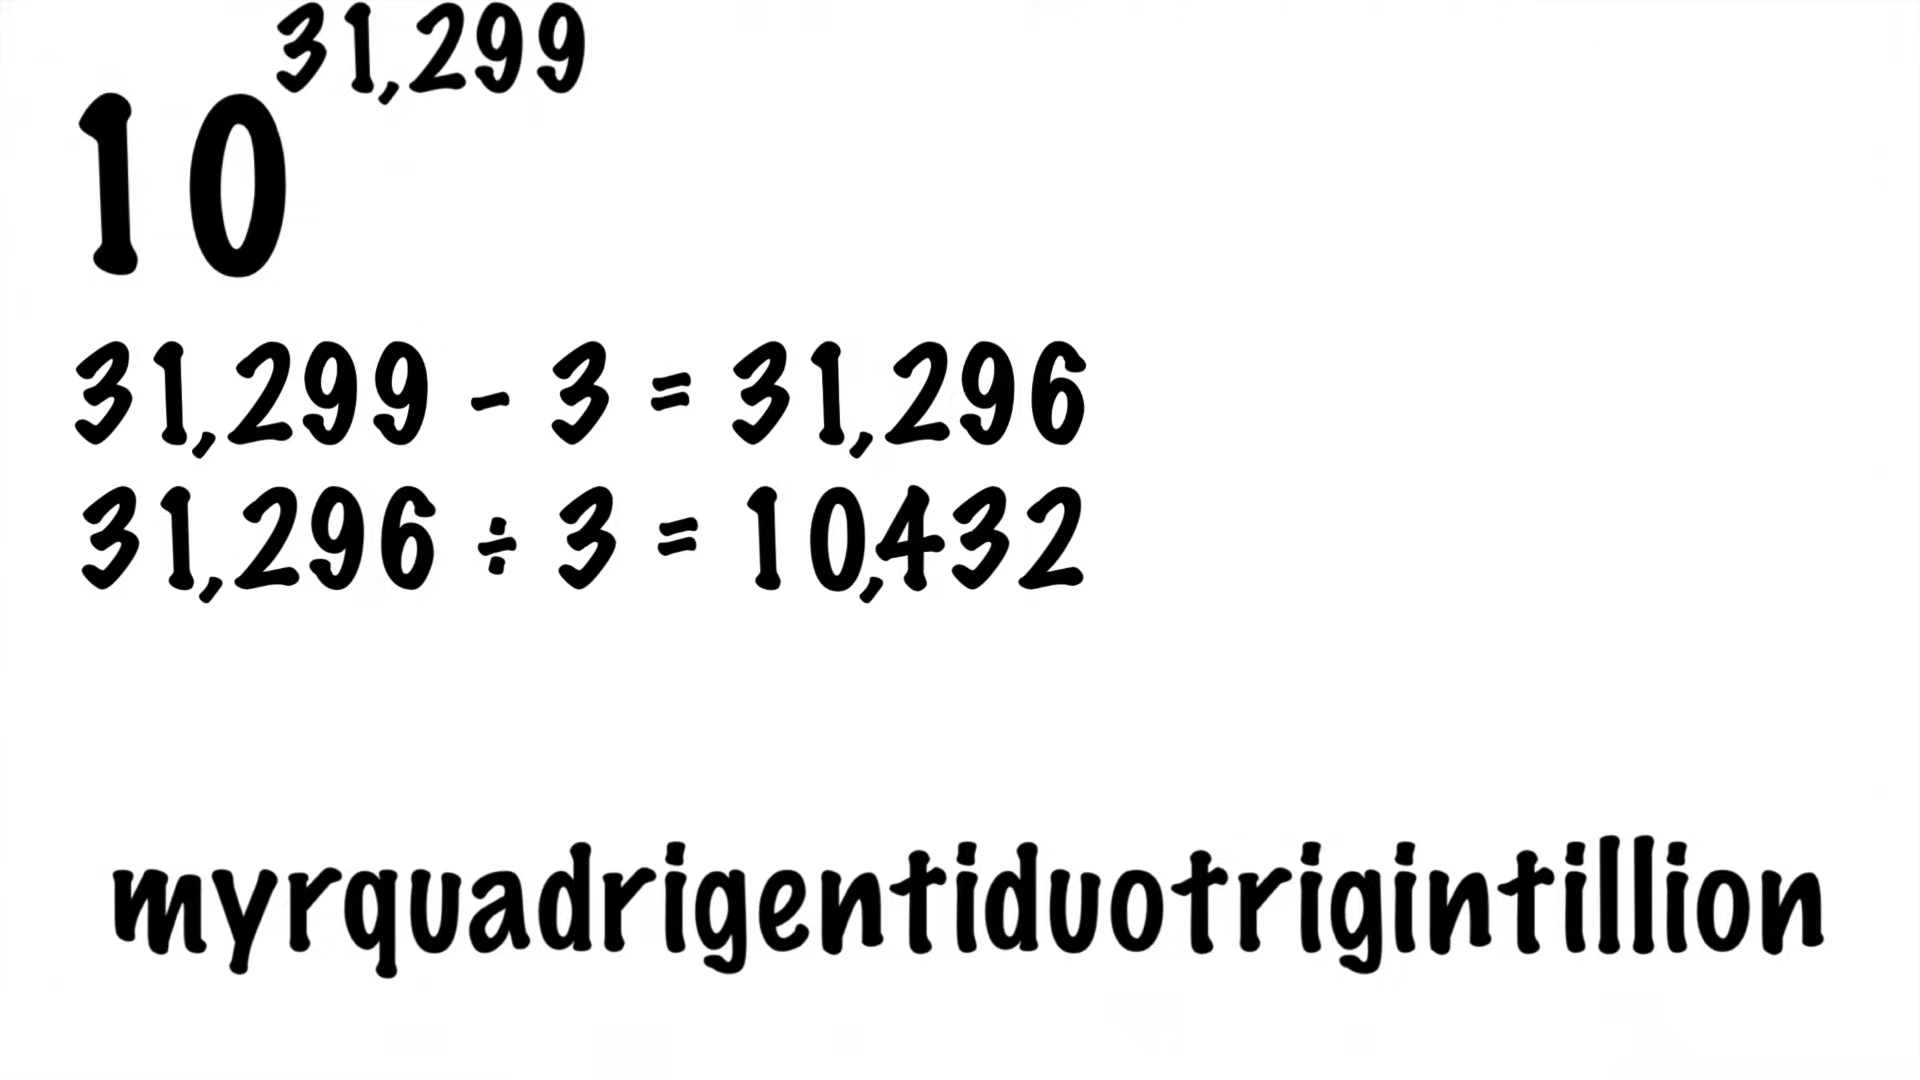 10^31,299
31,299 - 3 = 31,296
31,296 ÷ 3 = 10,432
myrquadrigentiduotrigintillion